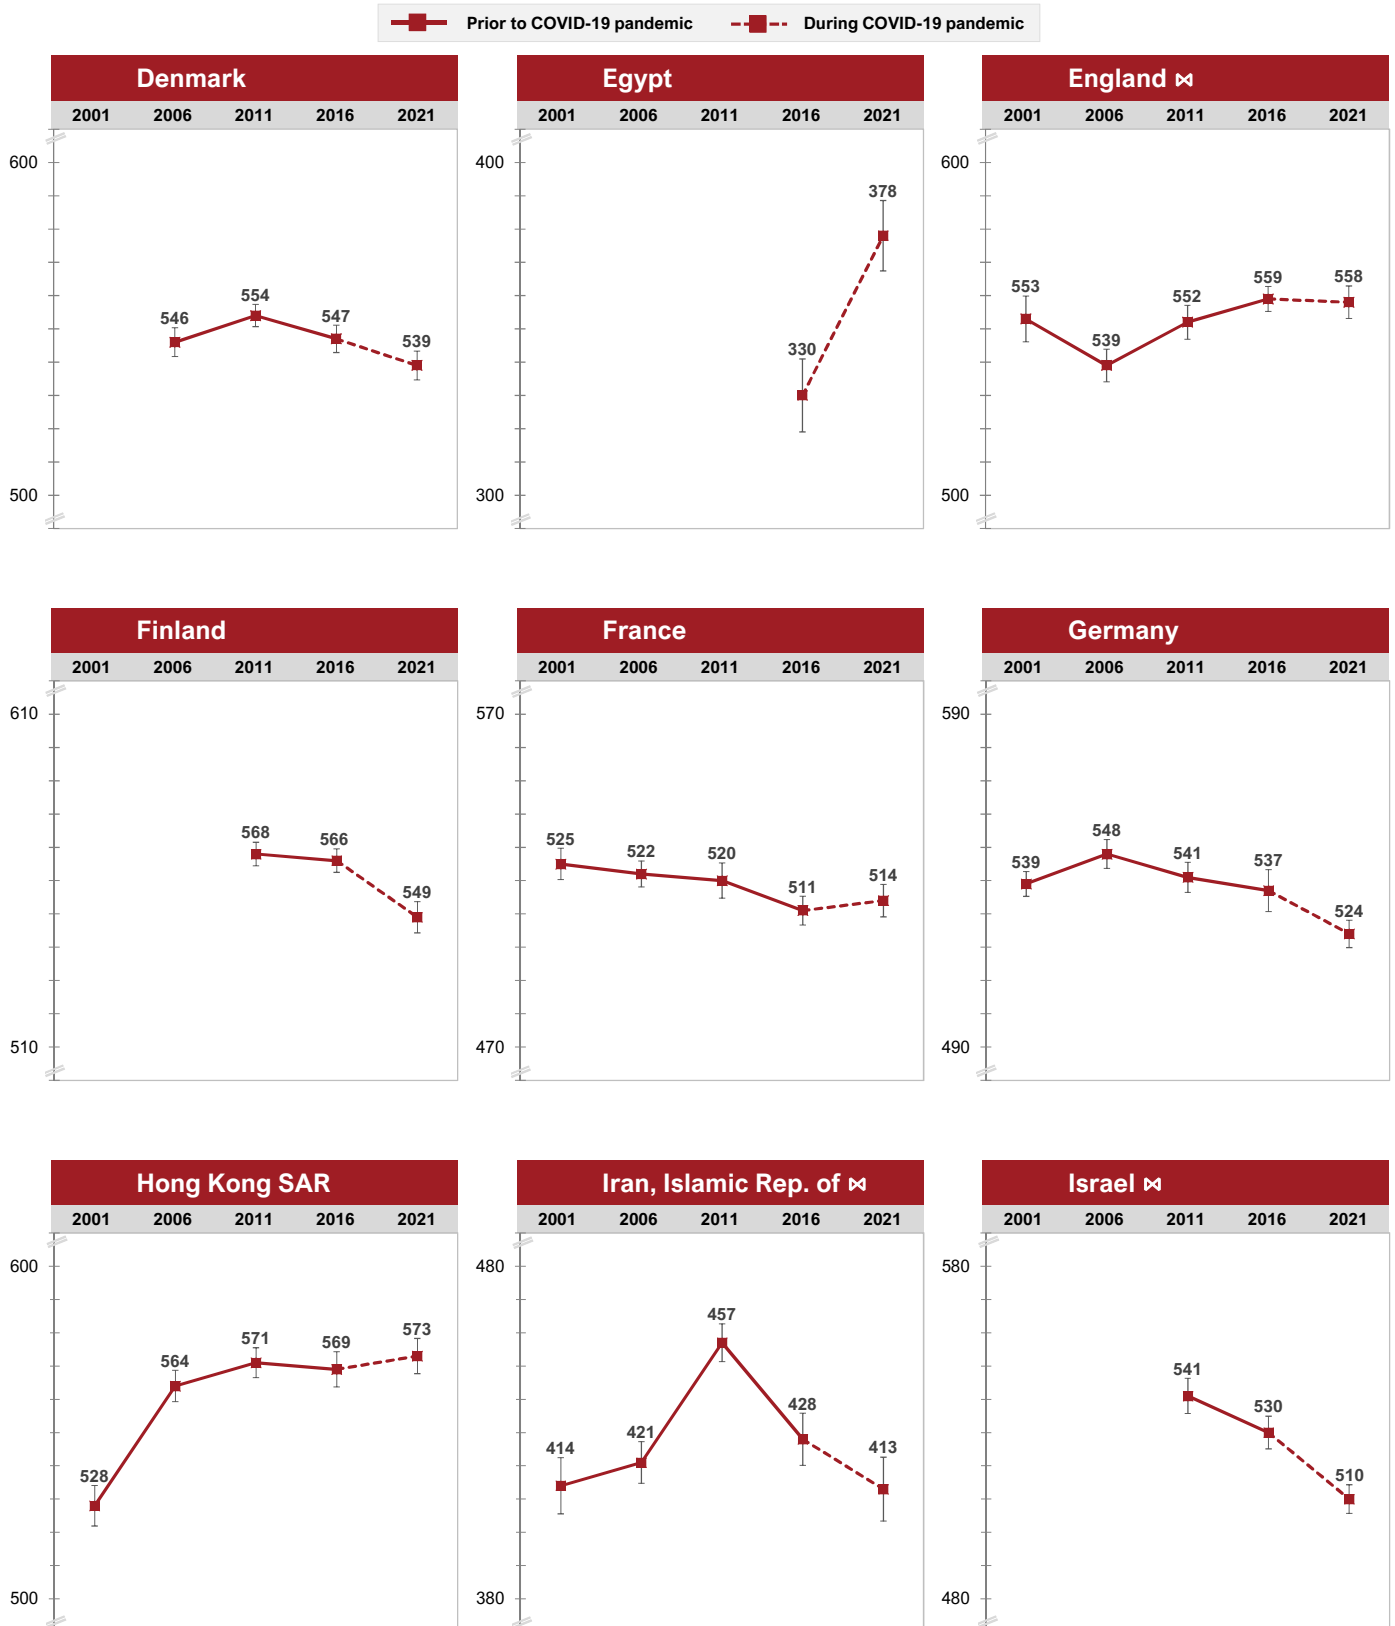 Prior to COVID-19 pandemic During COVID-19 pandemic
Denmark
2001 2006 2011 2016 2021
600
546 554 547 539
500
Egypt
2001 2006 2011 2016 2021
400
378
330
300
England ⋈
2001 2006 2011 2016 2021
600
553 539 552 559 558
500
Finland
2001 2006 2011 2016 2021
610
568 566 549
510
France
2001 2006 2011 2016 2021
570
525 522 520 511 514
470
Germany
2001 2006 2011 2016 2021
590
539 548 541 537 524
490
Hong Kong SAR
2001 2006 2011 2016 2021
600
528 564 571 569 573
500
Iran, Islamic Rep. of ⋈
2001 2006 2011 2016 2021
480
414 421 457 428 413
380
Israel ⋈
2001 2006 2011 2016 2021
580
541 530 510
480